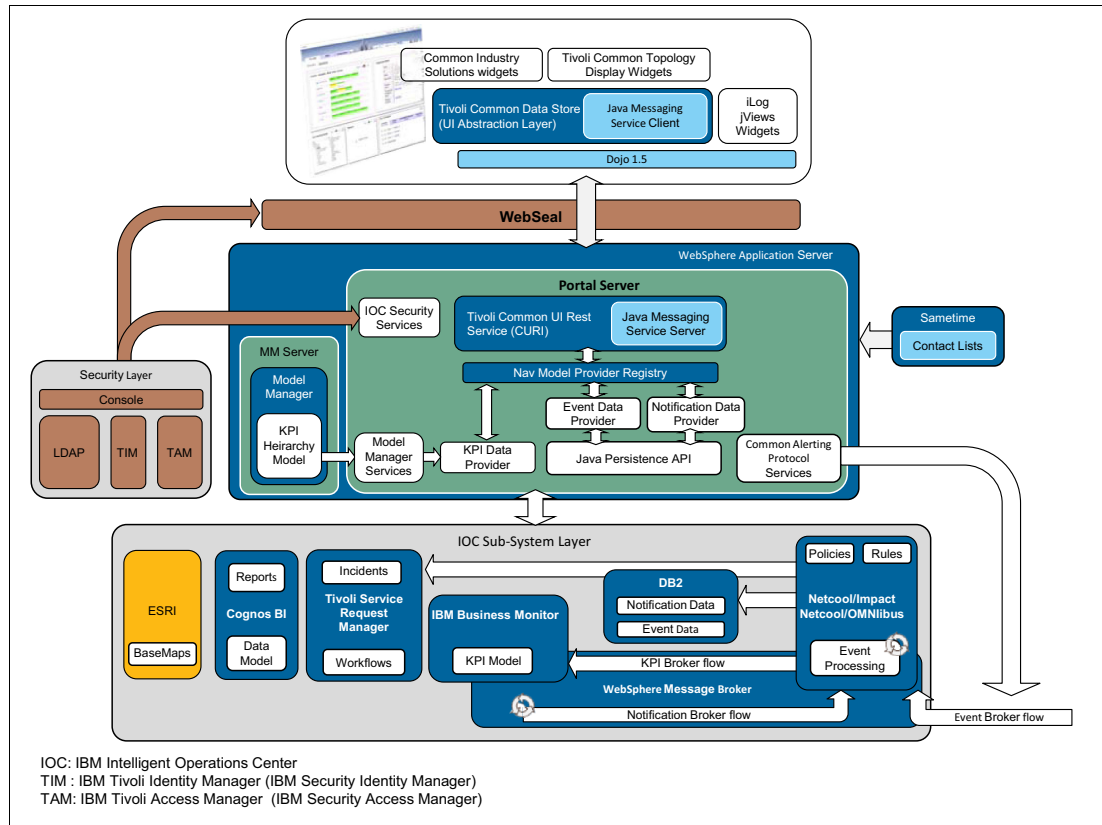 Common Industry
Solutions widgets
Tivoli Common Topology
Display Widgets
Tivoli Common Data Store
(UI Abstraction Layer)
Java Messaging
Service Client
iLog
jViews
Widgets
Dojo 1.5
WebSeal
WebSphere Application Server
Portal Server
IOC Security
Services
Tivoli Common UI Rest
Service (CURI)
Java Messaging
Service Server
Sametime
Contact Lists
MM Server
Nav Model Provider Registry
Security Layer
Console
LDAP
TIM
TAM
Model
Manager
KPI
Heirarchy
Model
Event Data
Provider
Notification Data
Provider
Model
Manager
Services
KPI Data
Provider
Java Persistence API
Common Alerting
Protocol
Services
IOC Sub-System Layer
ESRI
BaseMaps
Reports
Cognos BI
Data
Model
Incidents
Tivoli Service
Request
Manager
Workflows
IBM Business Monitor
KPI Model
DB2
Notification Data
Event Data
Policies
Rules
Netcool/Impact
Netcool/OMNIibus
Event
Processing
KPI Broker flow
WebSphere Message Broker
Notification Broker flow
Event Broker flow
IOC: IBM Intelligent Operations Center
TIM : IBM Tivoli Identity Manager (IBM Security Identity Manager)
TAM: IBM Tivoli Access Manager (IBM Security Access Manager)